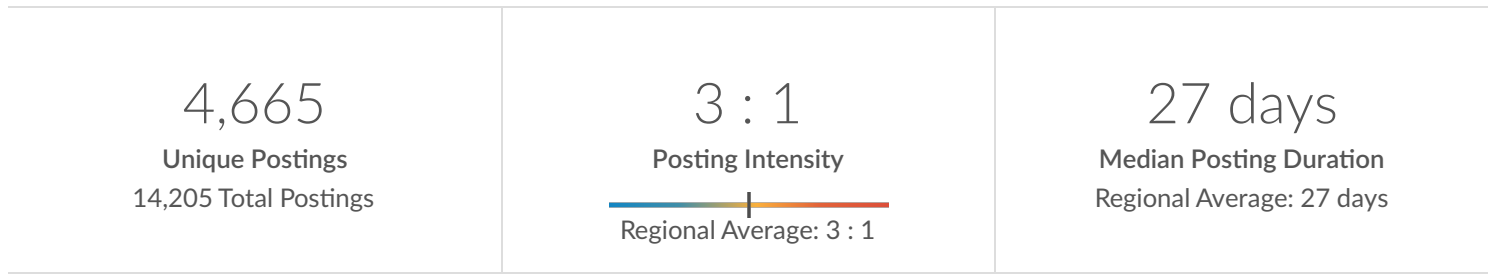 4,665
Unique Postings
14,205 Total Postings
3 : 1
Posting Intensity
Regional Average: 3 : 1
27 days
Median Posting Duration
Regional Average: 27 days